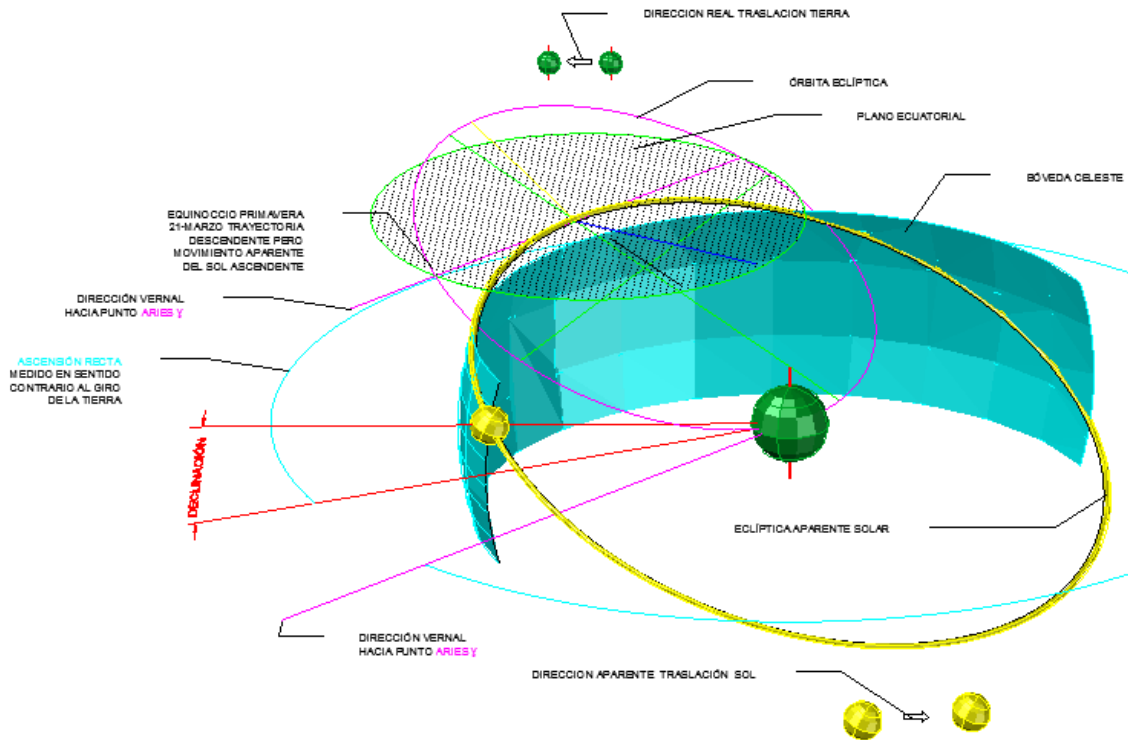 DIRECCION REAL TRASLACION TIERRA
ÓRBITA ECLÍPTICA
PLANO ECUATORIAL
BÓVEDA CELESTE
EQUINOCCIO PRIMAVERA
21-MARZO TRAYECTORIA
DESCENDENTE PERO
MOVIMIENTO APARENTE
DEL SOL ASCENDENTE
DIRECCIÓN VERNAL
HACIA PUNTO ARIES γ
ASCENSIÓN RECTA
MEDIDO EN SENTIDO
CONTRARIO AL GIRO
DE LA TIERRA
DECLINACIÓN
ECLÍPTICA APARENTE SOLAR
DIRECCIÓN VERNAL
HACIA PUNTO ARIES γ
DIRECCION APARENTE TRASLACIÓN SOL